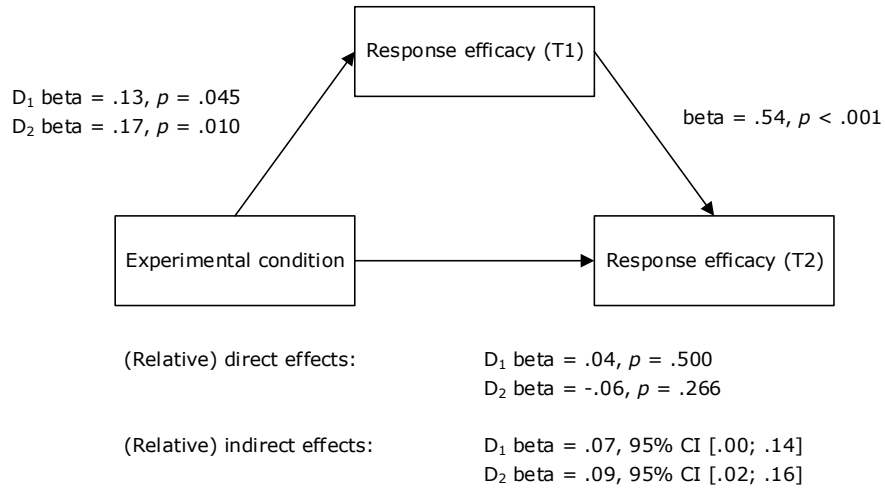 Response efficacy (T1)
D₁ beta = .13, p = .045
D₂ beta = .17, p = .010
beta = .54, p < .001
Experimental condition
Response efficacy (T2)
(Relative) direct effects: D₁ beta = .04, p = .500
D₂ beta = -.06, p = .266
(Relative) indirect effects: D₁ beta = .07, 95% CI [.00; .14]
D₂ beta = .09, 95% CI [.02; .16]